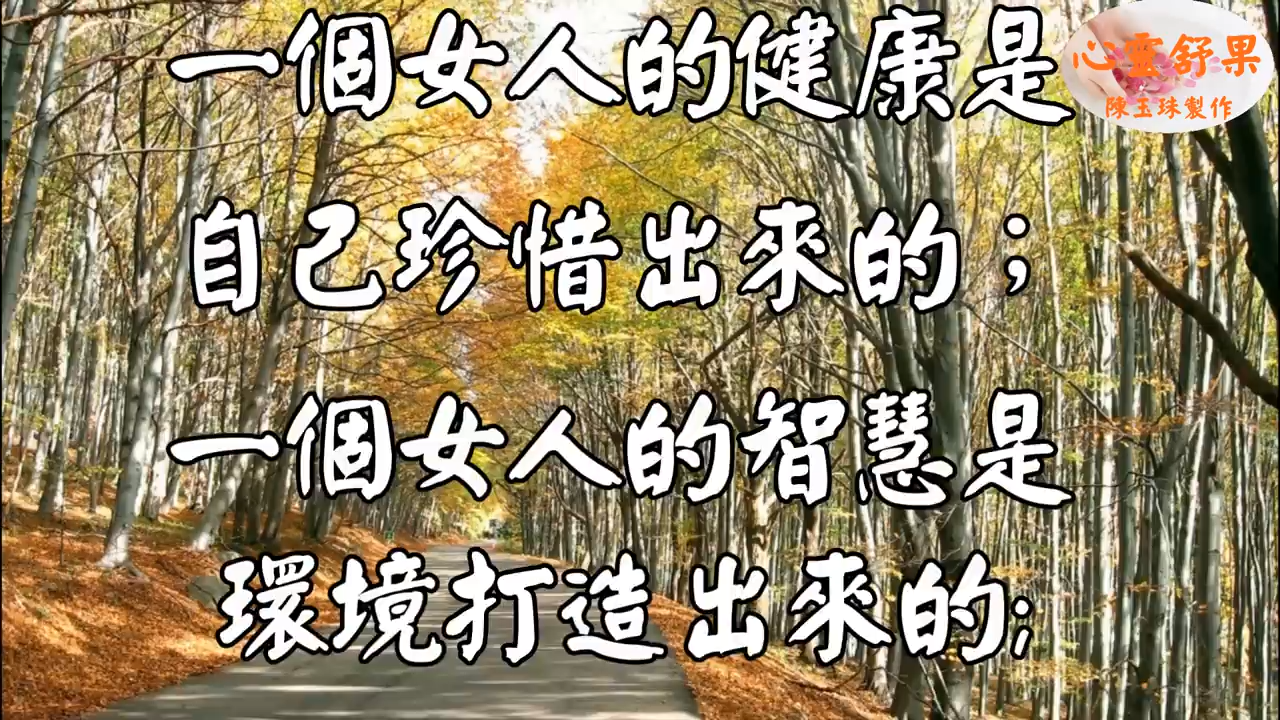 一個女人的健康是
自己珍惜出來的；
一個女人的智慧是
環境打造出來的;
心靈舒果
陳玉珠製作